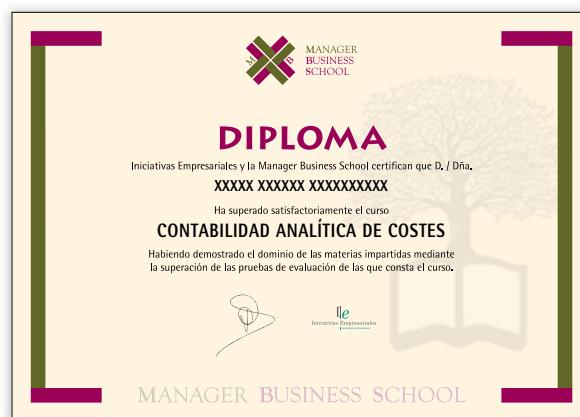 M B
MANAGER
BUSINESS
SCHOOL
DIPLOMA
Iniciativas Empresariales y la Manager Business School certifican que D. / Dña.
XXXXX XXXXXX XXXXXXXXXX
Ha superado satisfactoriamente el curso
CONTABILIDAD ANALÍTICA DE COSTES
Habiendo demostrado el dominio de las materias impartidas mediante
la superación de las pruebas de evaluación de las que consta el curso.
Ile
Iniciativas Empresariales
MANAGER BUSINESS SCHOOL